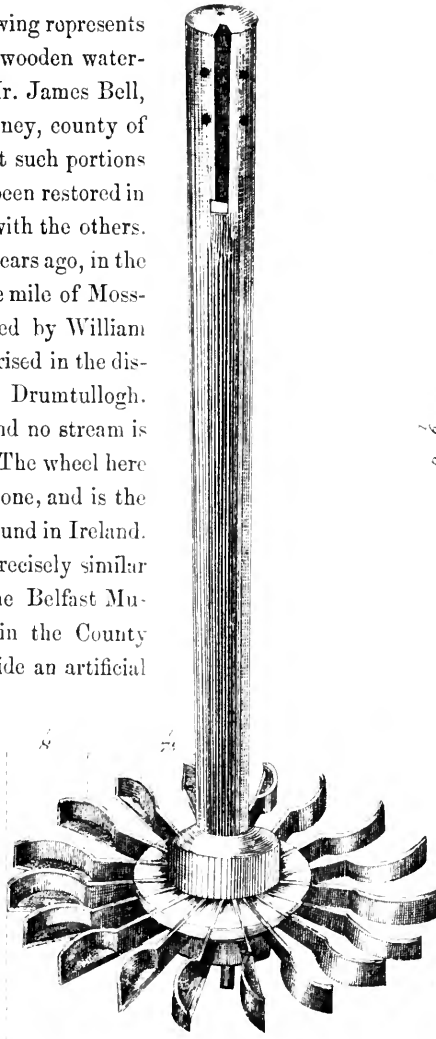 wing represents
wooden water-
Ir. James Bell,
ney, county of
t such portions
been restored in
with the others.
ears ago, in the
e mile of Moss-
ed by William
rised in the dis-
Drumtullogh.
nd no stream is
The wheel here
one, and is the
und in Ireland.
recisely similar
ne Belfast Mu-
in the County
ide an artificial